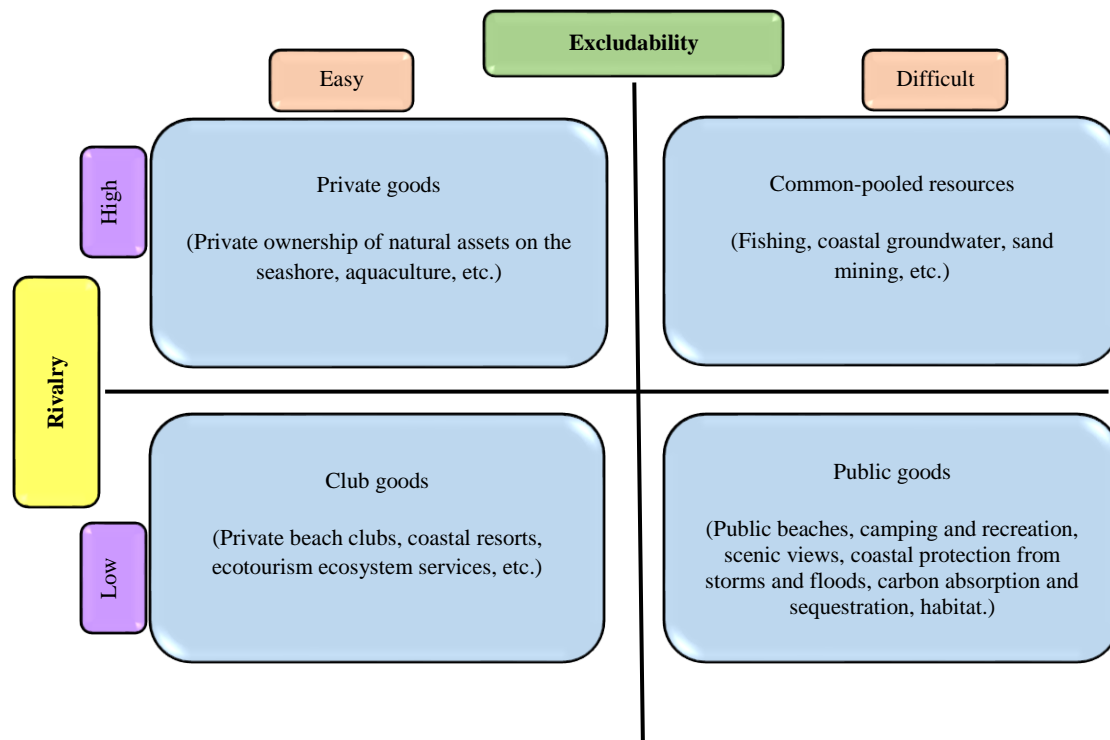 Excludability
Easy
Difficult
High
Private goods
(Private ownership of natural assets on the
seashore, aquaculture, etc.)
Common-pooled resources
(Fishing, coastal groundwater, sand
mining, etc.)
Rivalry
Low
Club goods
(Private beach clubs, coastal resorts,
ecotourism ecosystem services, etc.)
Public goods
(Public beaches, camping and recreation,
scenic views, coastal protection from
storms and floods, carbon absorption and
sequestration, habitat.)